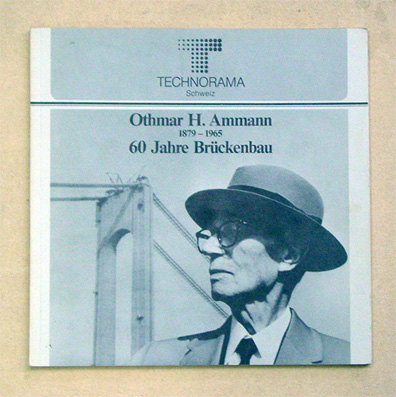 TECHNORAMA
Schweiz
Othmar H. Ammann
1879 – 1965
60 Jahre Brückenbau